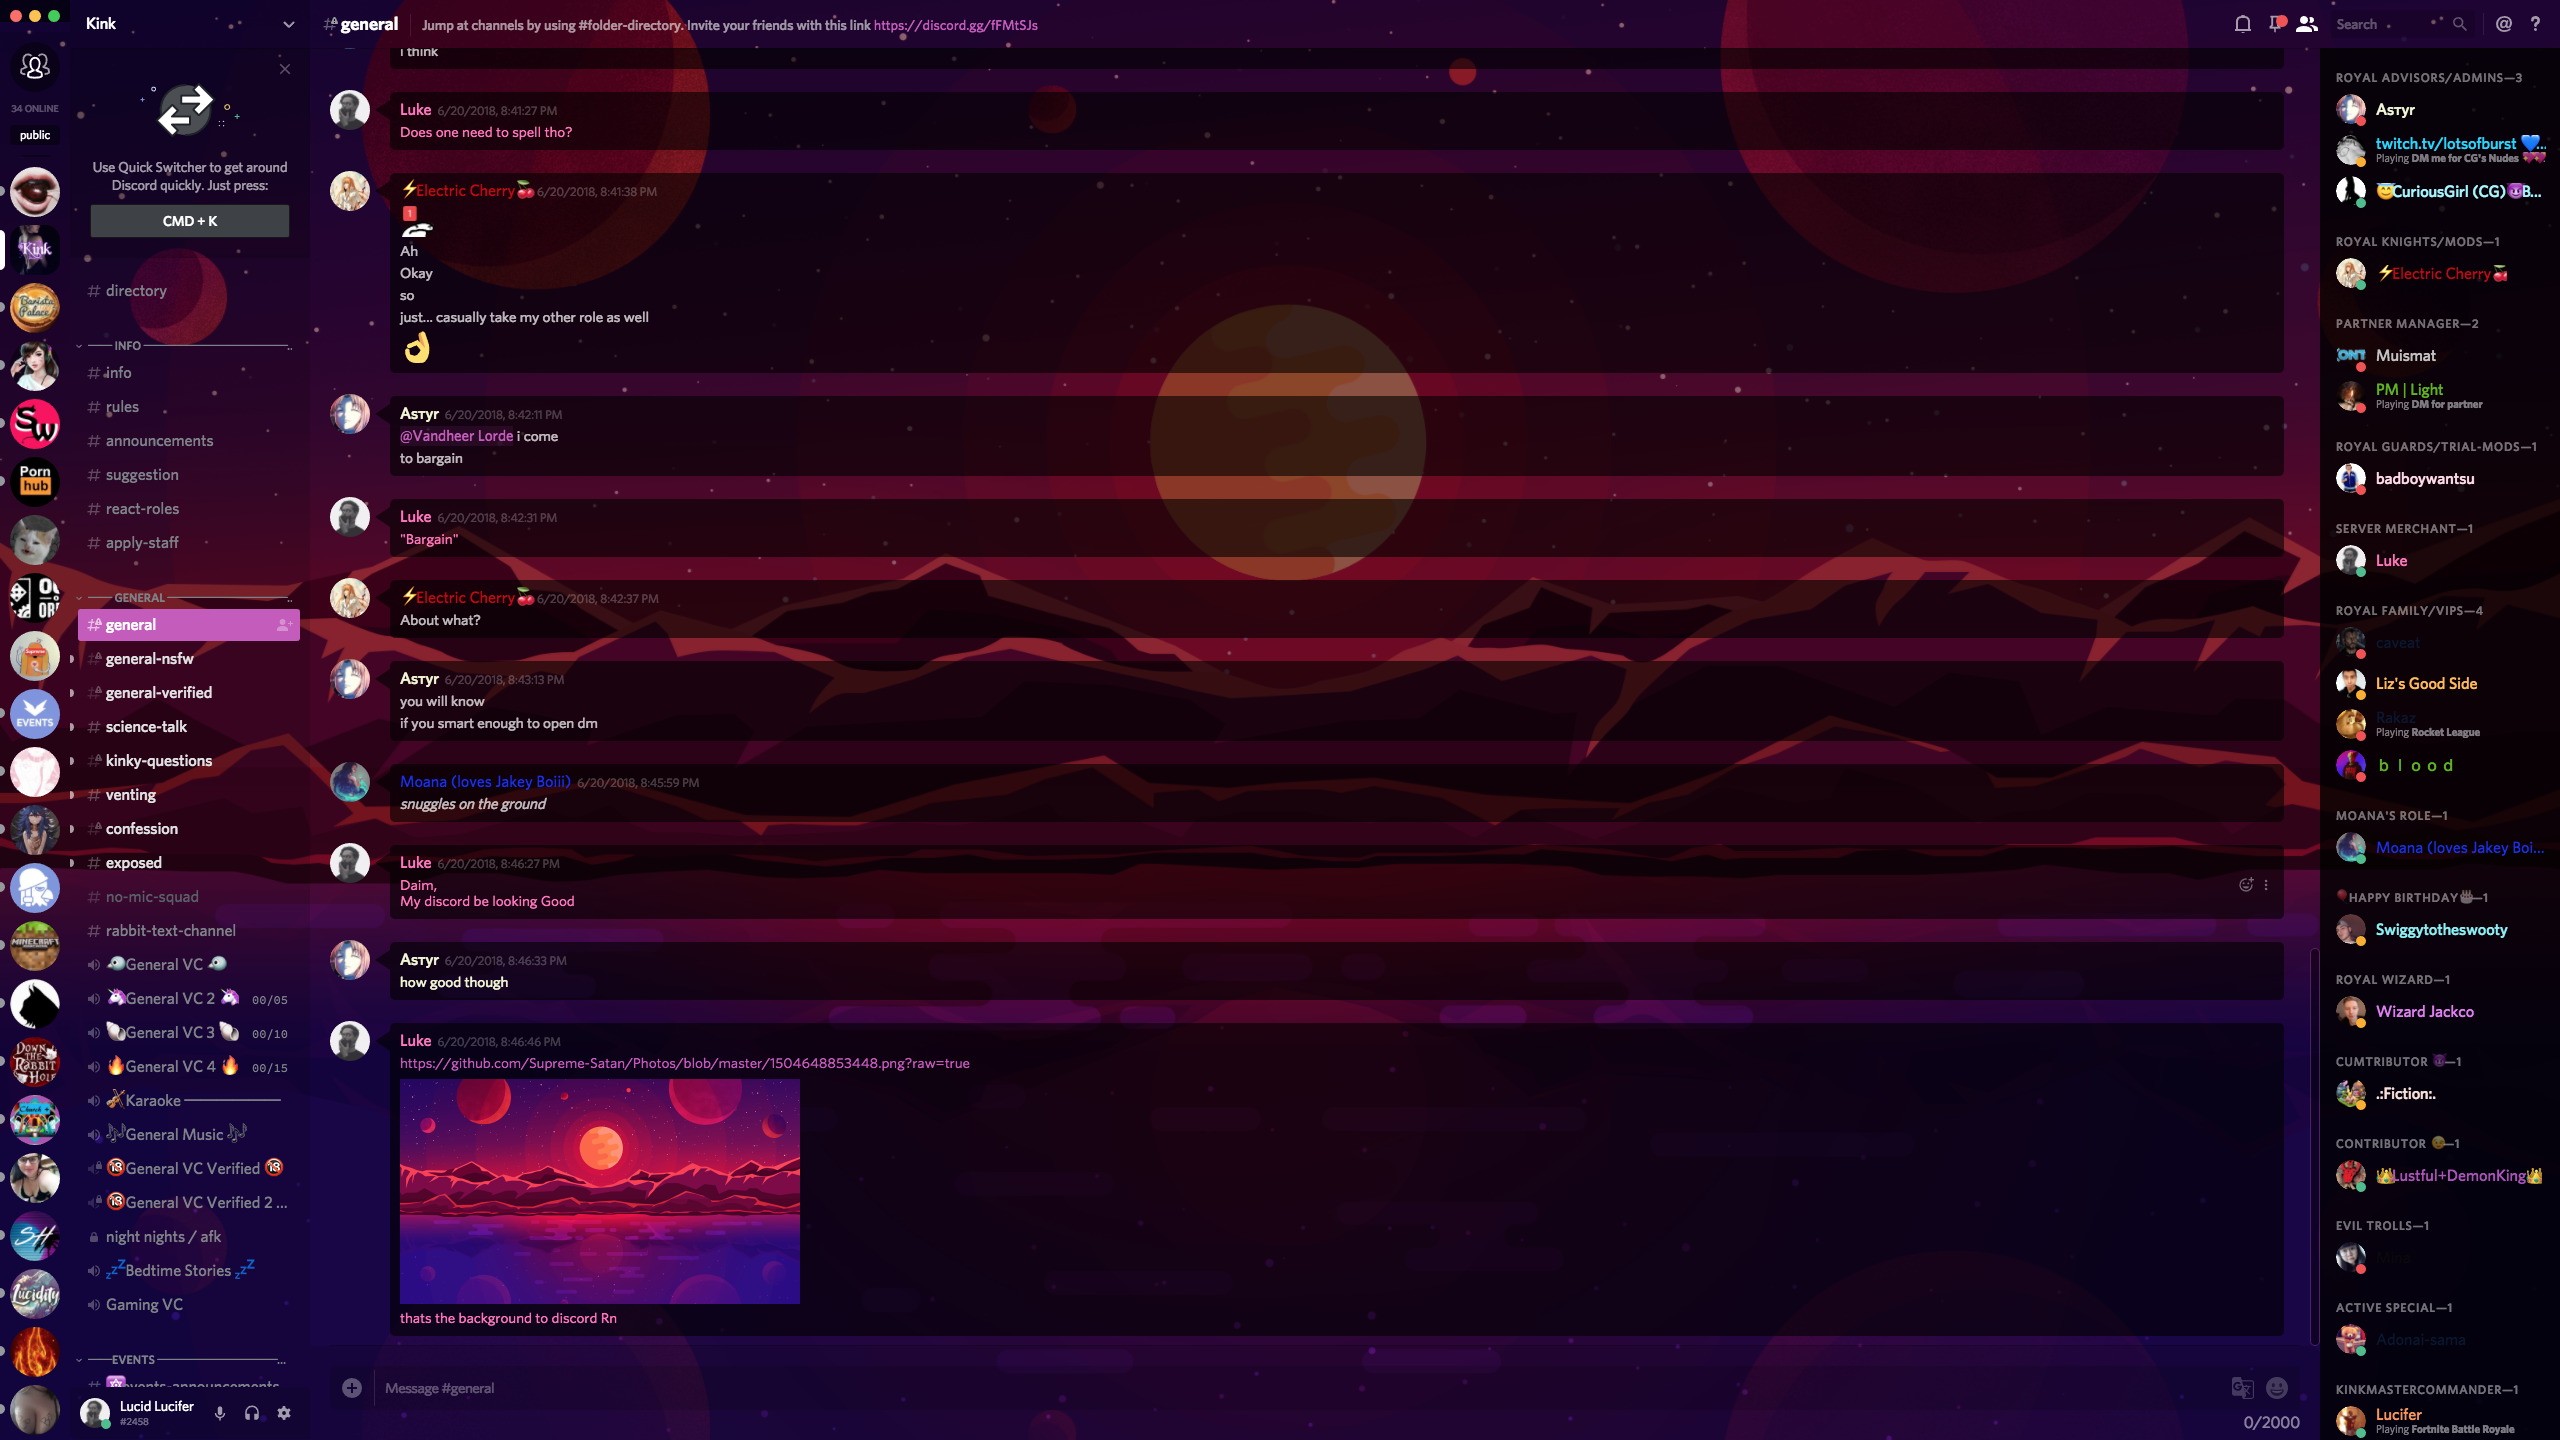 Kink
34 ONLINE
public
Kink
Barista
Palace
SW
Porn
hub
EVENTS
MINECRAFT
DOWN
THE
RABBIT
HOLE
Church
SH
Lucidity
Use Quick Switcher to get around
Discord quickly. Just press:
CMD + K
# directory
INFO
# info
# rules
# announcements
# suggestion
# react-roles
# apply-staff
GENERAL
# general
# general-nsfw
# general-verified
# science-talk
# kinky-questions
# venting
# confession
# exposed
# no-mic-squad
# rabbit-text-channel
General VC
General VC 2 🦄 00/05
General VC 3 00/10
General VC 4 🔥 00/15
Karaoke
🎶General Music 🎶
🔞General VC Verified 🔞
🔞General VC Verified 2 ...
night nights / afk
💤Bedtime Stories 💤
Gaming VC
EVENTS
# events-announcements
Lucid Lucifer
#2458
# general
Jump at channels by using #folder-directory. Invite your friends with this link https://discord.gg/fFMtSJs
Search
@ ?
i think
Luke 6/20/2018, 8:41:27 PM
Does one need to spell tho?
⚡Electric Cherry🍒 6/20/2018, 8:41:38 PM
Ah
Okay
so
just... casually take my other role as well
👌
Asтyr 6/20/2018, 8:42:11 PM
@Vandheer Lorde i come
to bargain
Luke 6/20/2018, 8:42:31 PM
"Bargain"
⚡Electric Cherry🍒 6/20/2018, 8:42:37 PM
About what?
Asтyr 6/20/2018, 8:43:13 PM
you will know
if you smart enough to open dm
Moana (loves Jakey Boiii) 6/20/2018, 8:45:59 PM
snuggles on the ground
Luke 6/20/2018, 8:46:27 PM
Daim,
My discord be looking Good
Asтyr 6/20/2018, 8:46:33 PM
how good though
Luke 6/20/2018, 8:46:46 PM
https://github.com/Supreme-Satan/Photos/blob/master/1504648853448.png?raw=true
thats the background to discord Rn
Message #general
0/2000
ROYAL ADVISORS/ADMINS—3
Asтyr
twitch.tv/lotsofburst 💙...
Playing DM me for CG's Nudes
😇CuriousGirl (CG)😈B...
ROYAL KNIGHTS/MODS—1
⚡Electric Cherry🍒
PARTNER MANAGER—2
Muismat
PM | Light
Playing DM for partner
ROYAL GUARDS/TRIAL-MODS—1
badboywantsu
SERVER MERCHANT—1
Luke
ROYAL FAMILY/VIPS—4
caveat
Liz's Good Side
Rakaz
Playing Rocket League
b l o o d
MOANA'S ROLE—1
Moana (loves Jakey Boi...
🎈HAPPY BIRTHDAY🎂—1
Swiggytotheswooty
ROYAL WIZARD—1
Wizard Jackco
CUMTRIBUTOR 😈—1
.:Fiction:.
CONTRIBUTOR —1
👑Lustful+DemonKing👑
EVIL TROLLS—1
Mina
ACTIVE SPECIAL—1
Adonai-sama
KINKMASTERCOMMANDER—1
Lucifer
Playing Fortnite Battle Royale